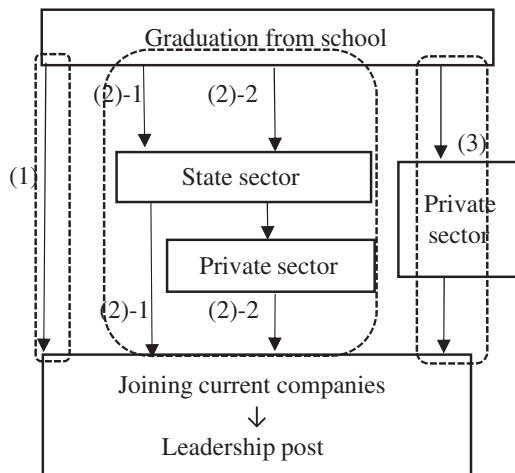 Graduation from school
(2)-1
(2)-2
(1)
(3)
State sector
Private
sector
Private sector
(2)-1
(2)-2
Joining current companies
↓
Leadership post